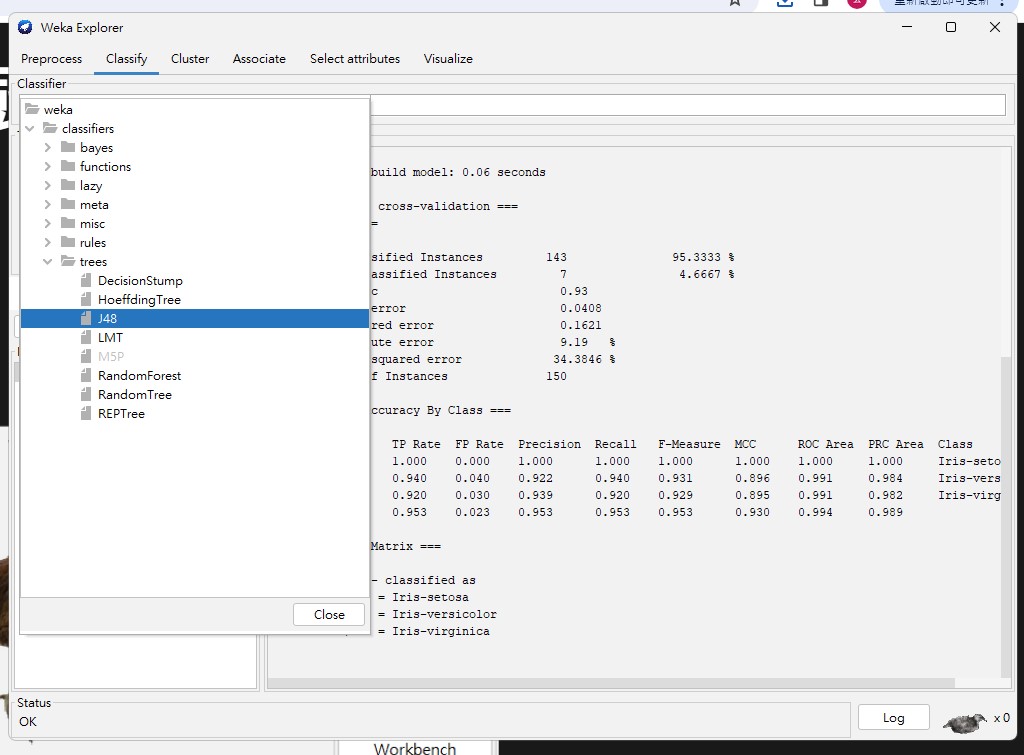 重新啟動即可更新
Weka Explorer
Preprocess Classify Cluster Associate Select attributes Visualize
Classifier
weka
classifiers
bayes
functions
lazy
meta
misc
rules
trees
DecisionStump
HoeffdingTree
J48
LMT
M5P
RandomForest
RandomTree
REPTree
Close
build model: 0.06 seconds
cross-validation ===
=
sified Instances 143 95.3333 %
assified Instances 7 4.6667 %
c 0.93
error 0.0408
red error 0.1621
ute error 9.19 %
squared error 34.3846 %
f Instances 150
ccuracy By Class ===
TP Rate FP Rate Precision Recall F-Measure MCC ROC Area PRC Area Class
1.000 0.000 1.000 1.000 1.000 1.000 1.000 1.000 Iris-seto
0.940 0.040 0.922 0.940 0.931 0.896 0.991 0.984 Iris-vers
0.920 0.030 0.939 0.920 0.929 0.895 0.991 0.982 Iris-virg
0.953 0.023 0.953 0.953 0.953 0.930 0.994 0.989
Matrix ===
- classified as
= Iris-setosa
= Iris-versicolor
= Iris-virginica
Status
OK
Log
x 0
Workbench